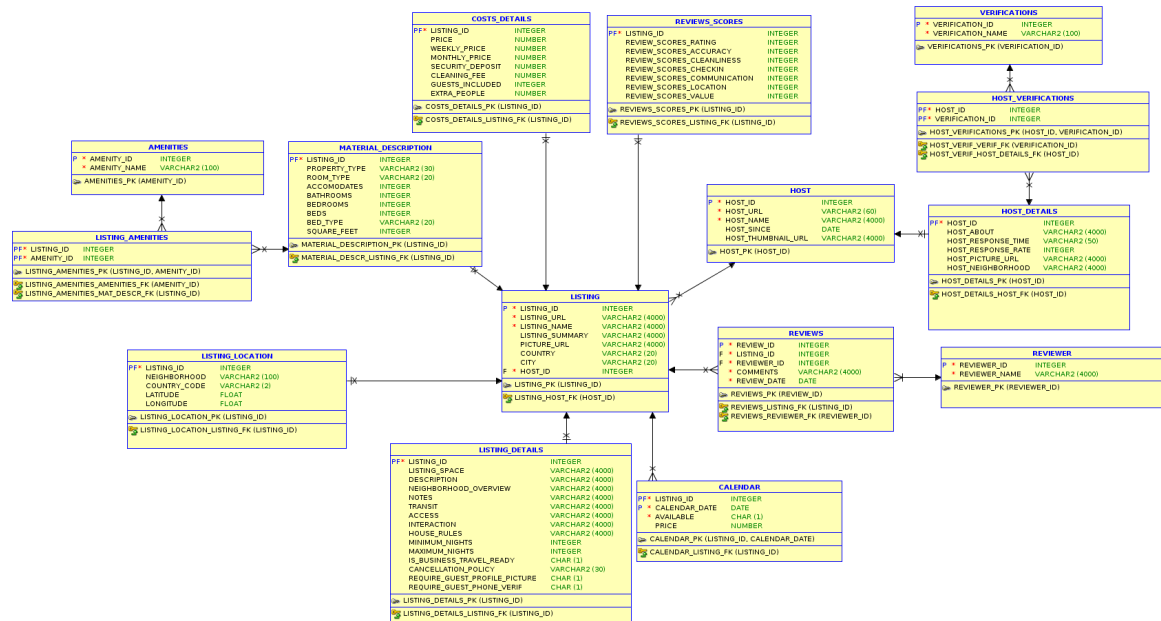 COSTS_DETAILS
PF* LISTING_ID INTEGER
PRICE NUMBER
WEEKLY_PRICE NUMBER
MONTHLY_PRICE NUMBER
SECURITY_DEPOSIT NUMBER
CLEANING_FEE NUMBER
GUESTS_INCLUDED INTEGER
EXTRA_PEOPLE NUMBER
COSTS_DETAILS_PK (LISTING_ID)
COSTS_DETAILS_LISTING_FK (LISTING_ID)
REVIEWS_SCORES
PF* LISTING_ID INTEGER
REVIEW_SCORES_RATING INTEGER
REVIEW_SCORES_ACCURACY INTEGER
REVIEW_SCORES_CLEANLINESS INTEGER
REVIEW_SCORES_CHECKIN INTEGER
REVIEW_SCORES_COMMUNICATION INTEGER
REVIEW_SCORES_LOCATION INTEGER
REVIEW_SCORES_VALUE INTEGER
REVIEWS_SCORES_PK (LISTING_ID)
REVIEWS_SCORES_LISTING_FK (LISTING_ID)
VERIFICATIONS
P * VERIFICATION_ID INTEGER
* VERIFICATION_NAME VARCHAR2 (100)
VERIFICATIONS_PK (VERIFICATION_ID)
HOST_VERIFICATIONS
PF* HOST_ID INTEGER
PF* VERIFICATION_ID INTEGER
HOST_VERIFICATIONS_PK (HOST_ID, VERIFICATION_ID)
HOST_VERIF_VERIF_FK (VERIFICATION_ID)
HOST_VERIF_HOST_DETAILS_FK (HOST_ID)
AMENITIES
P * AMENITY_ID INTEGER
* AMENITY_NAME VARCHAR2 (100)
AMENITIES_PK (AMENITY_ID)
MATERIAL_DESCRIPTION
PF* LISTING_ID INTEGER
PROPERTY_TYPE VARCHAR2 (30)
ROOM_TYPE VARCHAR2 (20)
ACCOMODATES INTEGER
BATHROOMS INTEGER
BEDROOMS INTEGER
BEDS INTEGER
BED_TYPE VARCHAR2 (20)
SQUARE_FEET INTEGER
MATERIAL_DESCRIPTION_PK (LISTING_ID)
MATERIAL_DESCR_LISTING_FK (LISTING_ID)
HOST
P * HOST_ID INTEGER
* HOST_URL VARCHAR2 (60)
* HOST_NAME VARCHAR2 (4000)
HOST_SINCE DATE
HOST_THUMBNAIL_URL VARCHAR2 (4000)
HOST_PK (HOST_ID)
HOST_DETAILS
PF* HOST_ID INTEGER
HOST_ABOUT VARCHAR2 (4000)
HOST_RESPONSE_TIME VARCHAR2 (50)
HOST_RESPONSE_RATE INTEGER
HOST_PICTURE_URL VARCHAR2 (4000)
HOST_NEIGHBORHOOD VARCHAR2 (4000)
HOST_DETAILS_PK (HOST_ID)
HOST_DETAILS_HOST_FK (HOST_ID)
LISTING_AMENITIES
PF* LISTING_ID INTEGER
PF* AMENITY_ID INTEGER
LISTING_AMENITIES_PK (LISTING_ID, AMENITY_ID)
LISTING_AMENITIES_AMENITIES_FK (AMENITY_ID)
LISTING_AMENITIES_MAT_DESCR_FK (LISTING_ID)
LISTING
P * LISTING_ID INTEGER
* LISTING_URL VARCHAR2 (4000)
* LISTING_NAME VARCHAR2 (4000)
LISTING_SUMMARY VARCHAR2 (4000)
PICTURE_URL VARCHAR2 (4000)
COUNTRY VARCHAR2 (20)
CITY VARCHAR2 (20)
F * HOST_ID INTEGER
LISTING_PK (LISTING_ID)
LISTING_HOST_FK (HOST_ID)
REVIEWS
P * REVIEW_ID INTEGER
F * LISTING_ID INTEGER
F * REVIEWER_ID INTEGER
* COMMENTS VARCHAR2 (4000)
* REVIEW_DATE DATE
REVIEWS_PK (REVIEW_ID)
REVIEWS_LISTING_FK (LISTING_ID)
REVIEWS_REVIEWER_FK (REVIEWER_ID)
REVIEWER
P * REVIEWER_ID INTEGER
* REVIEWER_NAME VARCHAR2 (4000)
REVIEWER_PK (REVIEWER_ID)
LISTING_LOCATION
PF* LISTING_ID INTEGER
NEIGHBORHOOD VARCHAR2 (100)
COUNTRY_CODE VARCHAR2 (2)
LATITUDE FLOAT
LONGITUDE FLOAT
LISTING_LOCATION_PK (LISTING_ID)
LISTING_LOCATION_LISTING_FK (LISTING_ID)
LISTING_DETAILS
PF* LISTING_ID INTEGER
LISTING_SPACE VARCHAR2 (4000)
DESCRIPTION VARCHAR2 (4000)
NEIGHBORHOOD_OVERVIEW VARCHAR2 (4000)
NOTES VARCHAR2 (4000)
TRANSIT VARCHAR2 (4000)
ACCESS VARCHAR2 (4000)
INTERACTION VARCHAR2 (4000)
HOUSE_RULES VARCHAR2 (4000)
MINIMUM_NIGHTS INTEGER
MAXIMUM_NIGHTS INTEGER
IS_BUSINESS_TRAVEL_READY CHAR (1)
CANCELLATION_POLICY VARCHAR2 (30)
REQUIRE_GUEST_PROFILE_PICTURE CHAR (1)
REQUIRE_GUEST_PHONE_VERIF CHAR (1)
LISTING_DETAILS_PK (LISTING_ID)
LISTING_DETAILS_LISTING_FK (LISTING_ID)
CALENDAR
PF* LISTING_ID INTEGER
P * CALENDAR_DATE DATE
* AVAILABLE CHAR (1)
PRICE NUMBER
CALENDAR_PK (LISTING_ID, CALENDAR_DATE)
CALENDAR_LISTING_FK (LISTING_ID)